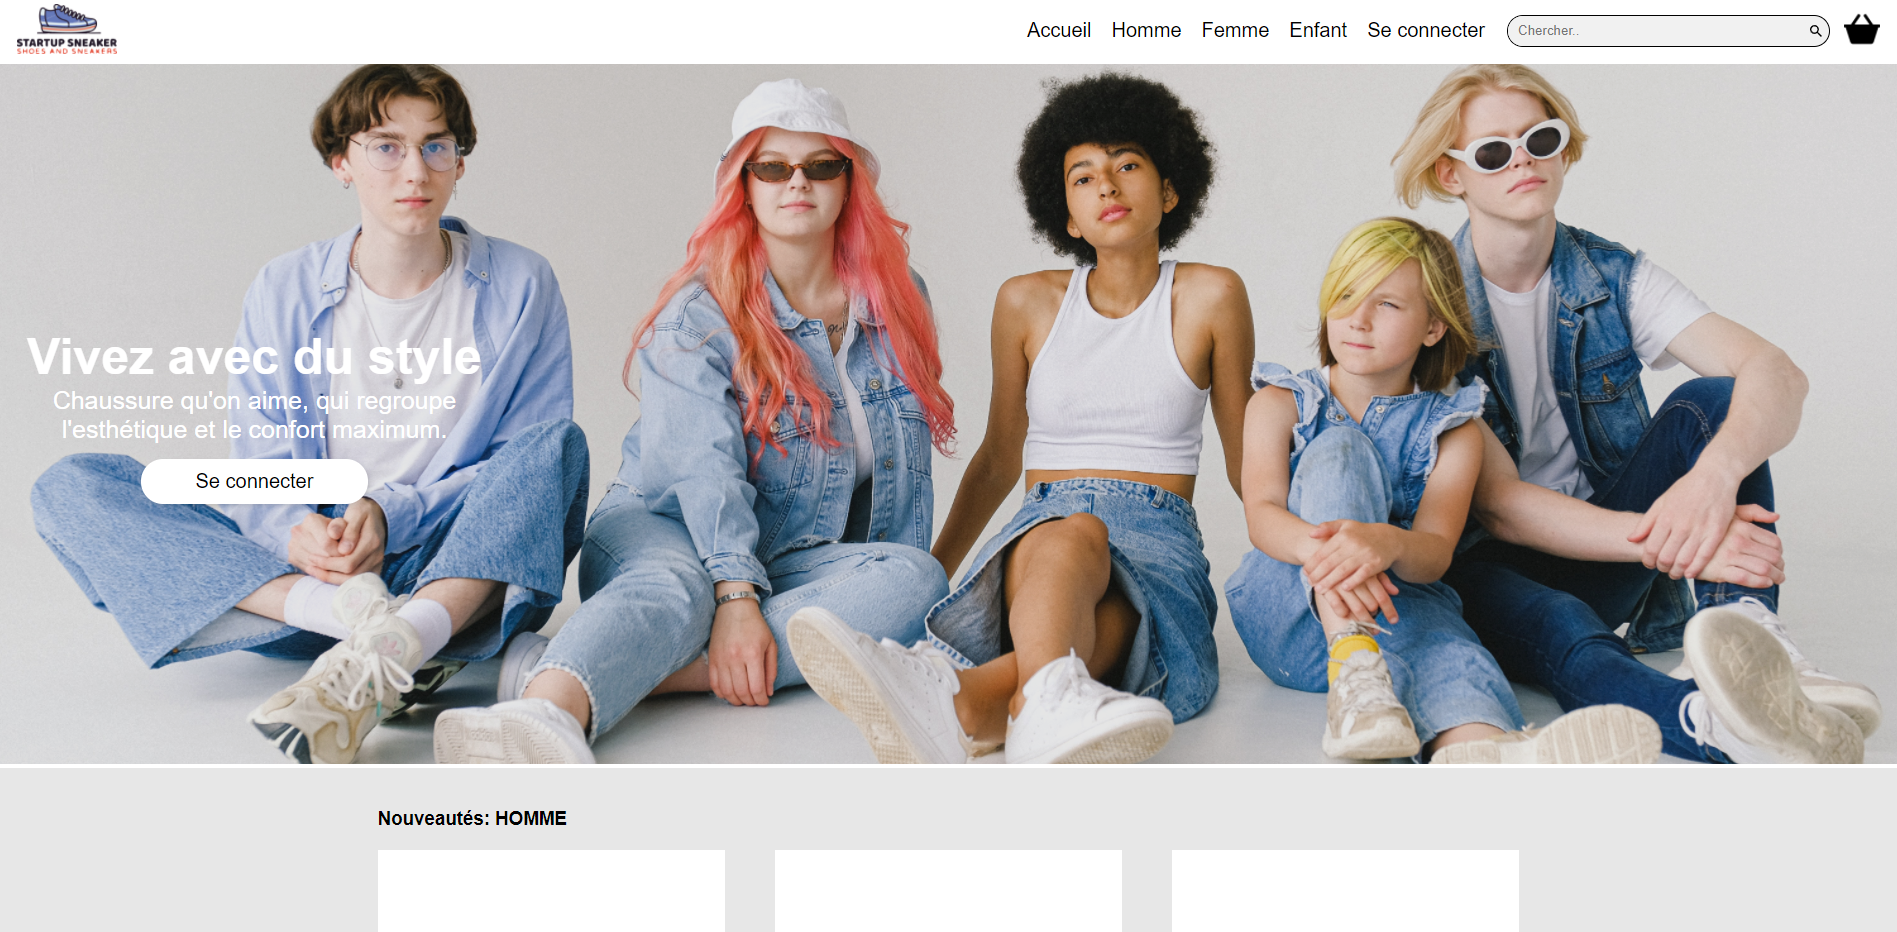 STARTUP SNEAKER
SHOES AND SNEAKERS
Accueil Homme Femme Enfant Se connecter Chercher..
Vivez avec du style
Chaussure qu'on aime, qui regroupe
l'esthétique et le confort maximum.
Se connecter
Nouveautés: HOMME